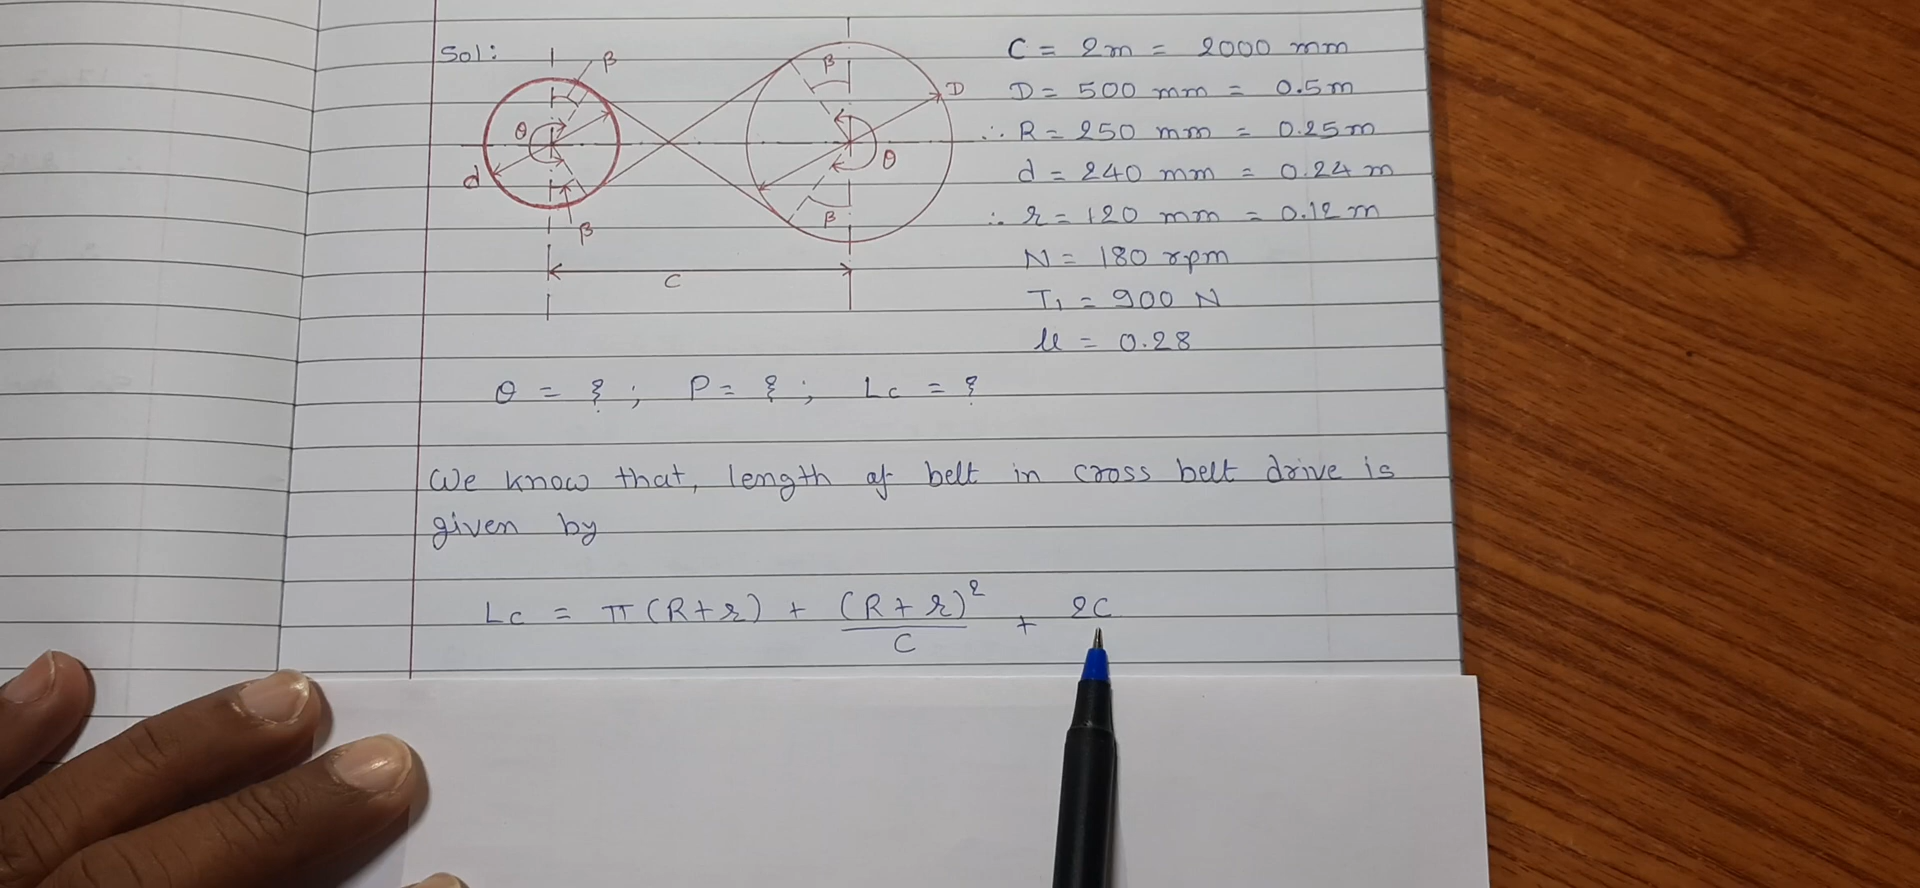 Sol:
β
β
θ
D
θ
d
β
β
C
C = 2m = 2000 mm
D = 500 mm = 0.5m
∴ R = 250 mm = 0.25m
d = 240 mm = 0.24 m
∴ r = 120 mm = 0.12 m
N = 180 rpm
T₁ = 900 N
μ = 0.28
θ = ? ; P = ? ; Lc = ?
We know that, length of belt in cross belt drive is
given by
Lc = π(R+r) + (R+r)²/C + 2C